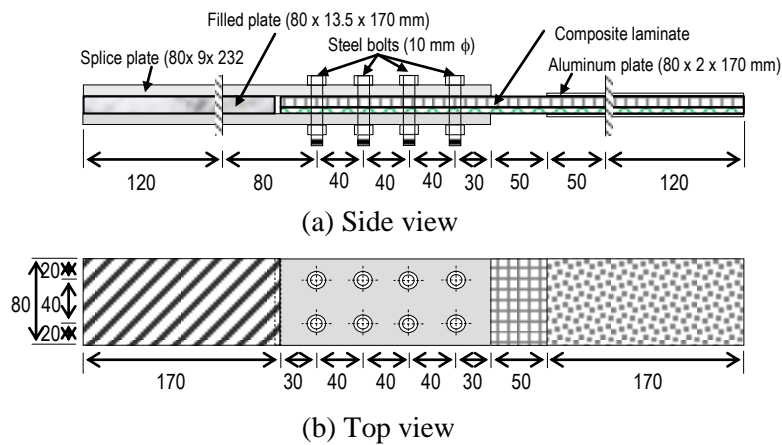 Filled plate (80 x 13.5 x 170 mm)
Steel bolts (10 mm ϕ)
Composite laminate
Splice plate (80x 9x 232
Aluminum plate (80 x 2 x 170 mm)
120 80 40 40 40 30 50 50 120
(a) Side view
20
80 40
20
170 30 40 40 40 30 50 170
(b) Top view